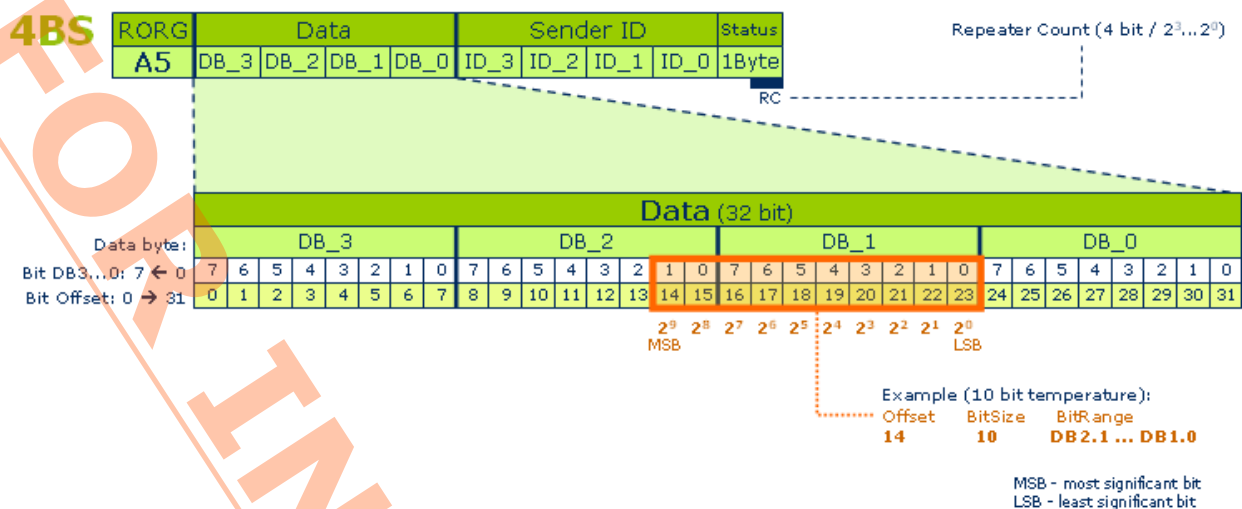 4BS RORG Data Sender ID Status
A5 DB_3 DB_2 DB_1 DB_0 ID_3 ID_2 ID_1 ID_0 1Byte
RC
Repeater Count (4 bit / 2³...2⁰)
Data (32 bit)
Data byte: DB_3 DB_2 DB_1 DB_0
Bit DB3...0: 7 ← 0 7 6 5 4 3 2 1 0 7 6 5 4 3 2 1 0 7 6 5 4 3 2 1 0 7 6 5 4 3 2 1 0
Bit Offset: 0 → 31 0 1 2 3 4 5 6 7 8 9 10 11 12 13 14 15 16 17 18 19 20 21 22 23 24 25 26 27 28 29 30 31
2⁹ 2⁸ 2⁷ 2⁶ 2⁵ 2⁴ 2³ 2² 2¹ 2⁰
MSB LSB
Example (10 bit temperature):
Offset BitSize BitRange
14 10 DB2.1 ... DB1.0
MSB - most significant bit
LSB - least significant bit
FOR IN